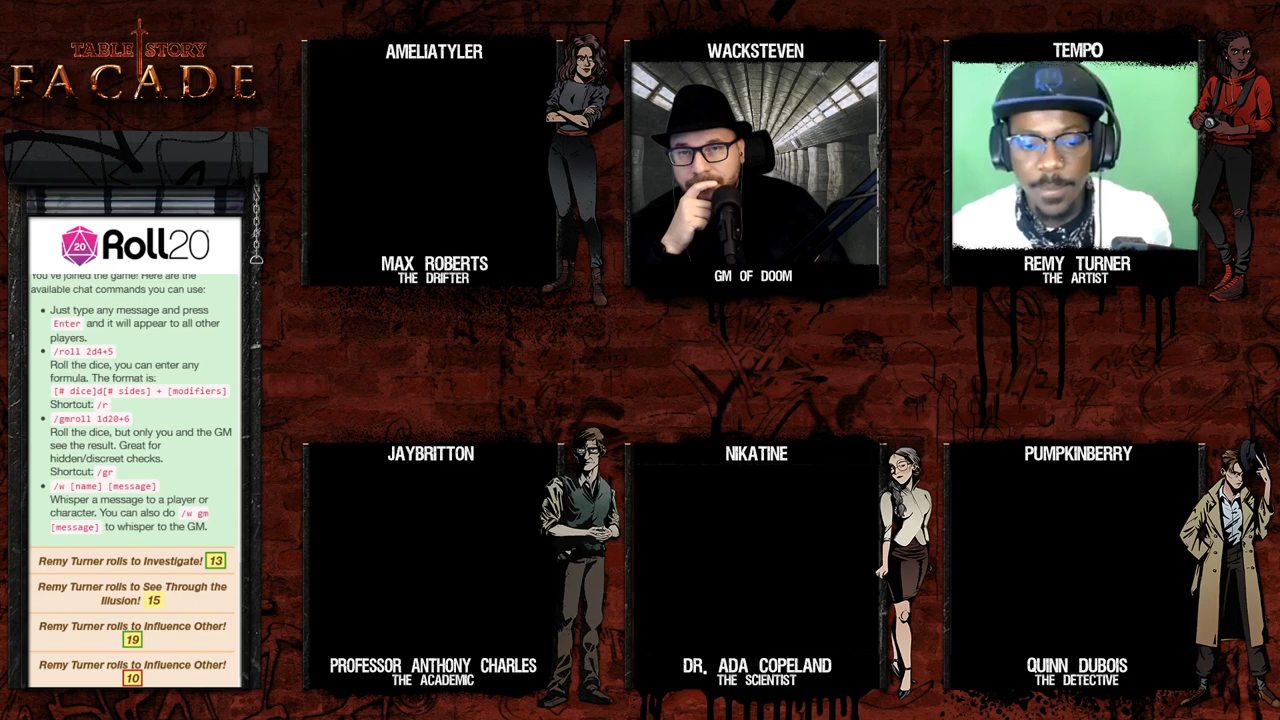 TABLE STORY
FACADE
20
Roll20
You've joined the game! Here are the
available chat commands you can use:
Just type any message and press
Enter and it will appear to all other
players.
/roll 2d4+5
Roll the dice, you can enter any
formula. The format is:
[# dice]d[# sides] + [modifiers]
Shortcut: /r
/gmroll 1d20+6
Roll the dice, but only you and the GM
see the result. Great for
hidden/discreet checks.
Shortcut: /gr
/w [name] [message]
Whisper a message to a player or
character. You can also do /w gm
[message] to whisper to the GM.
Remy Turner rolls to Investigate! 13
Remy Turner rolls to See Through the
Illusion! 15
Remy Turner rolls to Influence Other!
19
Remy Turner rolls to Influence Other!
10
AMELIATYLER
MAX ROBERTS
THE DRIFTER
WACKSTEVEN
GM OF DOOM
TEMPO
REMY TURNER
THE ARTIST
JAYBRITTON
PROFESSOR ANTHONY CHARLES
THE ACADEMIC
NIKATINE
DR. ADA COPELAND
THE SCIENTIST
PUMPKINBERRY
QUINN DUBOIS
THE DETECTIVE